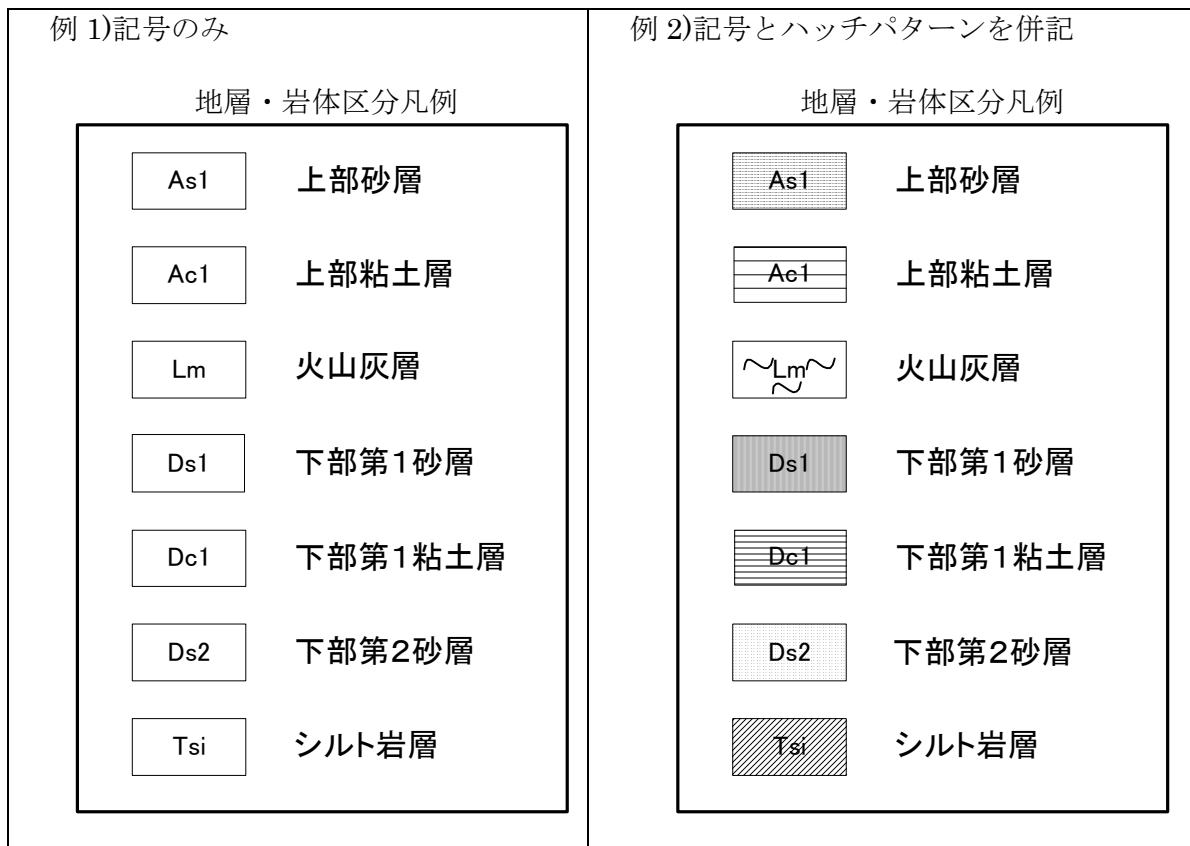 例 1)記号のみ
地層・岩体区分凡例
As1 上部砂層
Ac1 上部粘土層
Lm 火山灰層
Ds1 下部第1砂層
Dc1 下部第1粘土層
Ds2 下部第2砂層
Tsi シルト岩層
例 2)記号とハッチパターンを併記
地層・岩体区分凡例
As1 上部砂層
Ac1 上部粘土層
Lm 火山灰層
Ds1 下部第1砂層
Dc1 下部第1粘土層
Ds2 下部第2砂層
Tsi シルト岩層